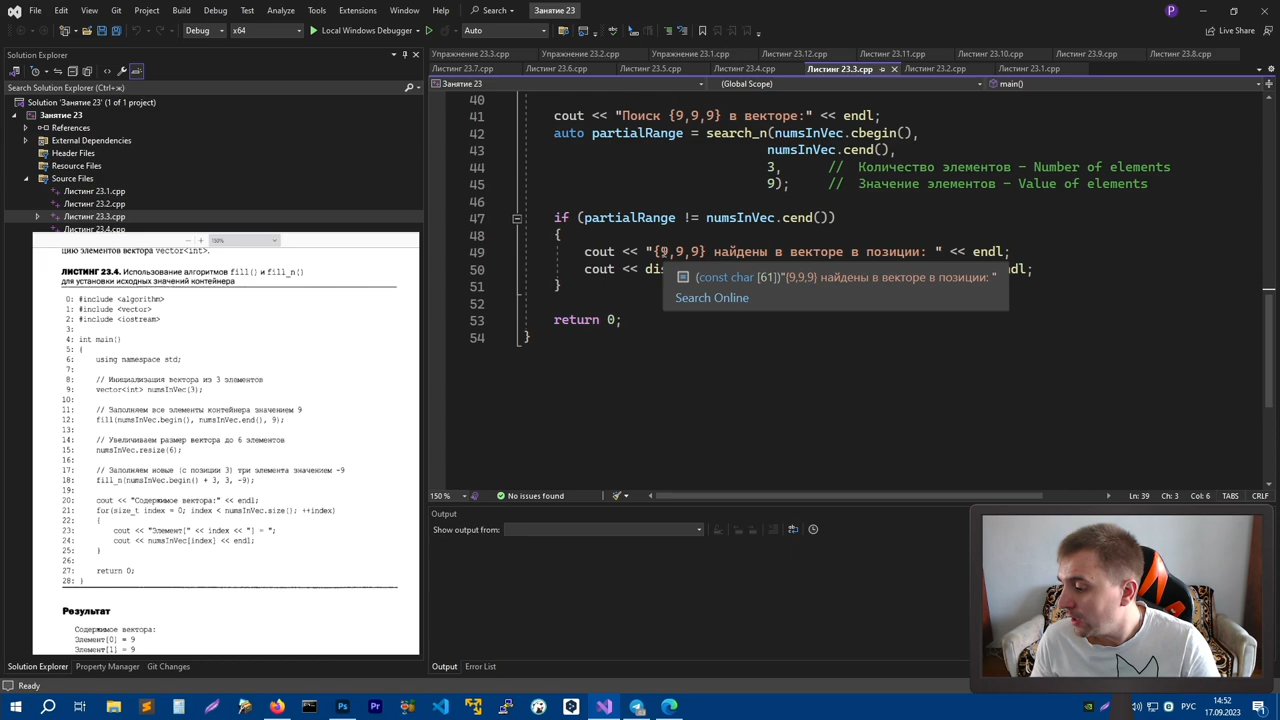 File Edit View Git Project Build Debug Test Analyze Tools Extensions Window Help Search Занятие 23 P
Debug x64 Local Windows Debugger Auto Live Share
Solution Explorer
Search Solution Explorer (Ctrl+ж)
Solution 'Занятие 23' (1 of 1 project)
Занятие 23
References
External Dependencies
Header Files
Resource Files
Source Files
Листинг 23.1.cpp
Листинг 23.2.cpp
Листинг 23.3.cpp
Листинг 23.4.cpp
150%
цию элементов вектора vector<int>.
ЛИСТИНГ 23.4. Использование алгоритмов fill() и fill_n()
для установки исходных значений контейнера
0: #include <algorithm>
1: #include <vector>
2: #include <iostream>
3:
4: int main()
5: {
6: using namespace std;
7:
8: // Инициализация вектора из 3 элементов
9: vector<int> numsInVec(3);
10:
11: // Заполняем все элементы контейнера значением 9
12: fill(numsInVec.begin(), numsInVec.end(), 9);
13:
14: // Увеличиваем размер вектора до 6 элементов
15: numsInVec.resize(6);
16:
17: // Заполняем новые (с позиции 3) три элемента значением -9
18: fill_n(numsInVec.begin() + 3, 3, -9);
19:
20: cout << "Содержимое вектора:" << endl;
21: for(size_t index = 0; index < numsInVec.size(); ++index)
22: {
23: cout << "Элемент[" << index << "] = ";
24: cout << numsInVec[index] << endl;
25: }
26:
27: return 0;
28: }
Результат
Содержимое вектора:
Элемент[0] = 9
Элемент[1] = 9
Solution Explorer Property Manager Git Changes
Упражнение 23.3.cpp Упражнение 23.2.cpp Упражнение 23.1.cpp Листинг 23.12.cpp Листинг 23.11.cpp Листинг 23.10.cpp Листинг 23.9.cpp Листинг 23.8.cpp
Листинг 23.7.cpp Листинг 23.6.cpp Листинг 23.5.cpp Листинг 23.4.cpp Листинг 23.3.cpp Листинг 23.2.cpp Листинг 23.1.cpp
Занятие 23 (Global Scope) main()
40
41 cout << "Поиск {9,9,9} в векторе:" << endl;
42 auto partialRange = search_n(numsInVec.cbegin(),
43 numsInVec.cend(),
44 3, // Количество элементов - Number of elements
45 9); // Значение элементов - Value of elements
46
47 if (partialRange != numsInVec.cend())
48 {
49 cout << "{9,9,9} найдены в векторе в позиции: " << endl;
50 cout << di ndl;
51 }
52
53 return 0;
54 }
(const char [61])"{9,9,9} найдены в векторе в позиции: "
Search Online
150 % No issues found Ln: 39 Ch: 3 Col: 6 TABS CRLF
Output
Show output from:
Output Error List
Ready
РУС
14:52
17.09.2023